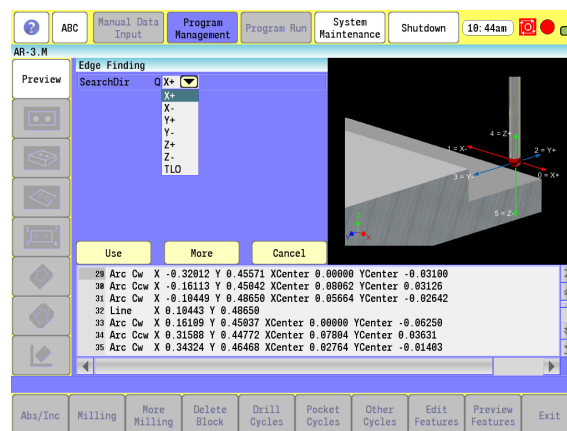 ?
ABC
Manual Data Input
Program Management
Program Run
System Maintenance
Shutdown
10:44am
AR-3.M
Preview
Edge Finding
SearchDir Q X+
X+
X-
Y+
Y-
Z+
Z-
TLO
4 = Z+
1 = X-
2 = Y+
3 = Y-
0 = X+
5 = Z-
Z
X
Use
More
Cancel
29 Arc Cw X -0.32012 Y 0.45571 XCenter 0.00000 YCenter -0.03100
30 Arc Ccw X -0.16113 Y 0.45042 XCenter 0.08062 YCenter 0.03126
31 Arc Cw X -0.10449 Y 0.48650 XCenter 0.05664 YCenter -0.02642
32 Line X 0.10443 Y 0.48650
33 Arc Cw X 0.16109 Y 0.45037 XCenter 0.00000 YCenter -0.06250
34 Arc Ccw X 0.31588 Y 0.44772 XCenter 0.07804 YCenter 0.03631
35 Arc Cw X 0.34324 Y 0.46468 XCenter 0.02764 YCenter -0.01403
Abs/Inc
Milling
More Milling
Delete Block
Drill Cycles
Pocket Cycles
Other Cycles
Edit Features
Preview Features
Exit